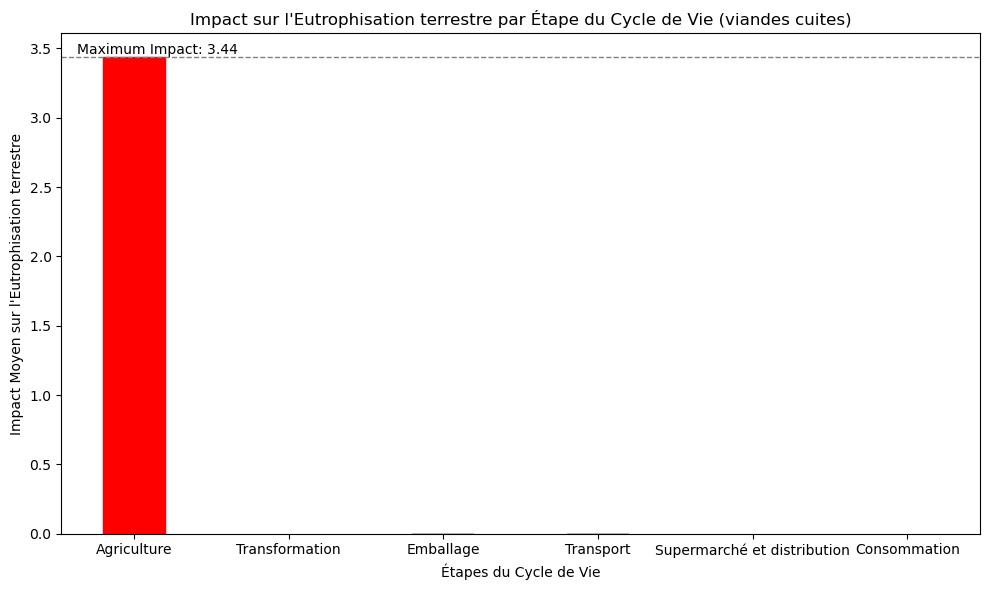 Impact sur l'Eutrophisation terrestre par Étape du Cycle de Vie (viandes cuites)
Maximum Impact: 3.44
Impact Moyen sur l'Eutrophisation terrestre
3.5
3.0
2.5
2.0
1.5
1.0
0.5
0.0
Agriculture Transformation Emballage Transport Supermarché et distribution Consommation
Étapes du Cycle de Vie